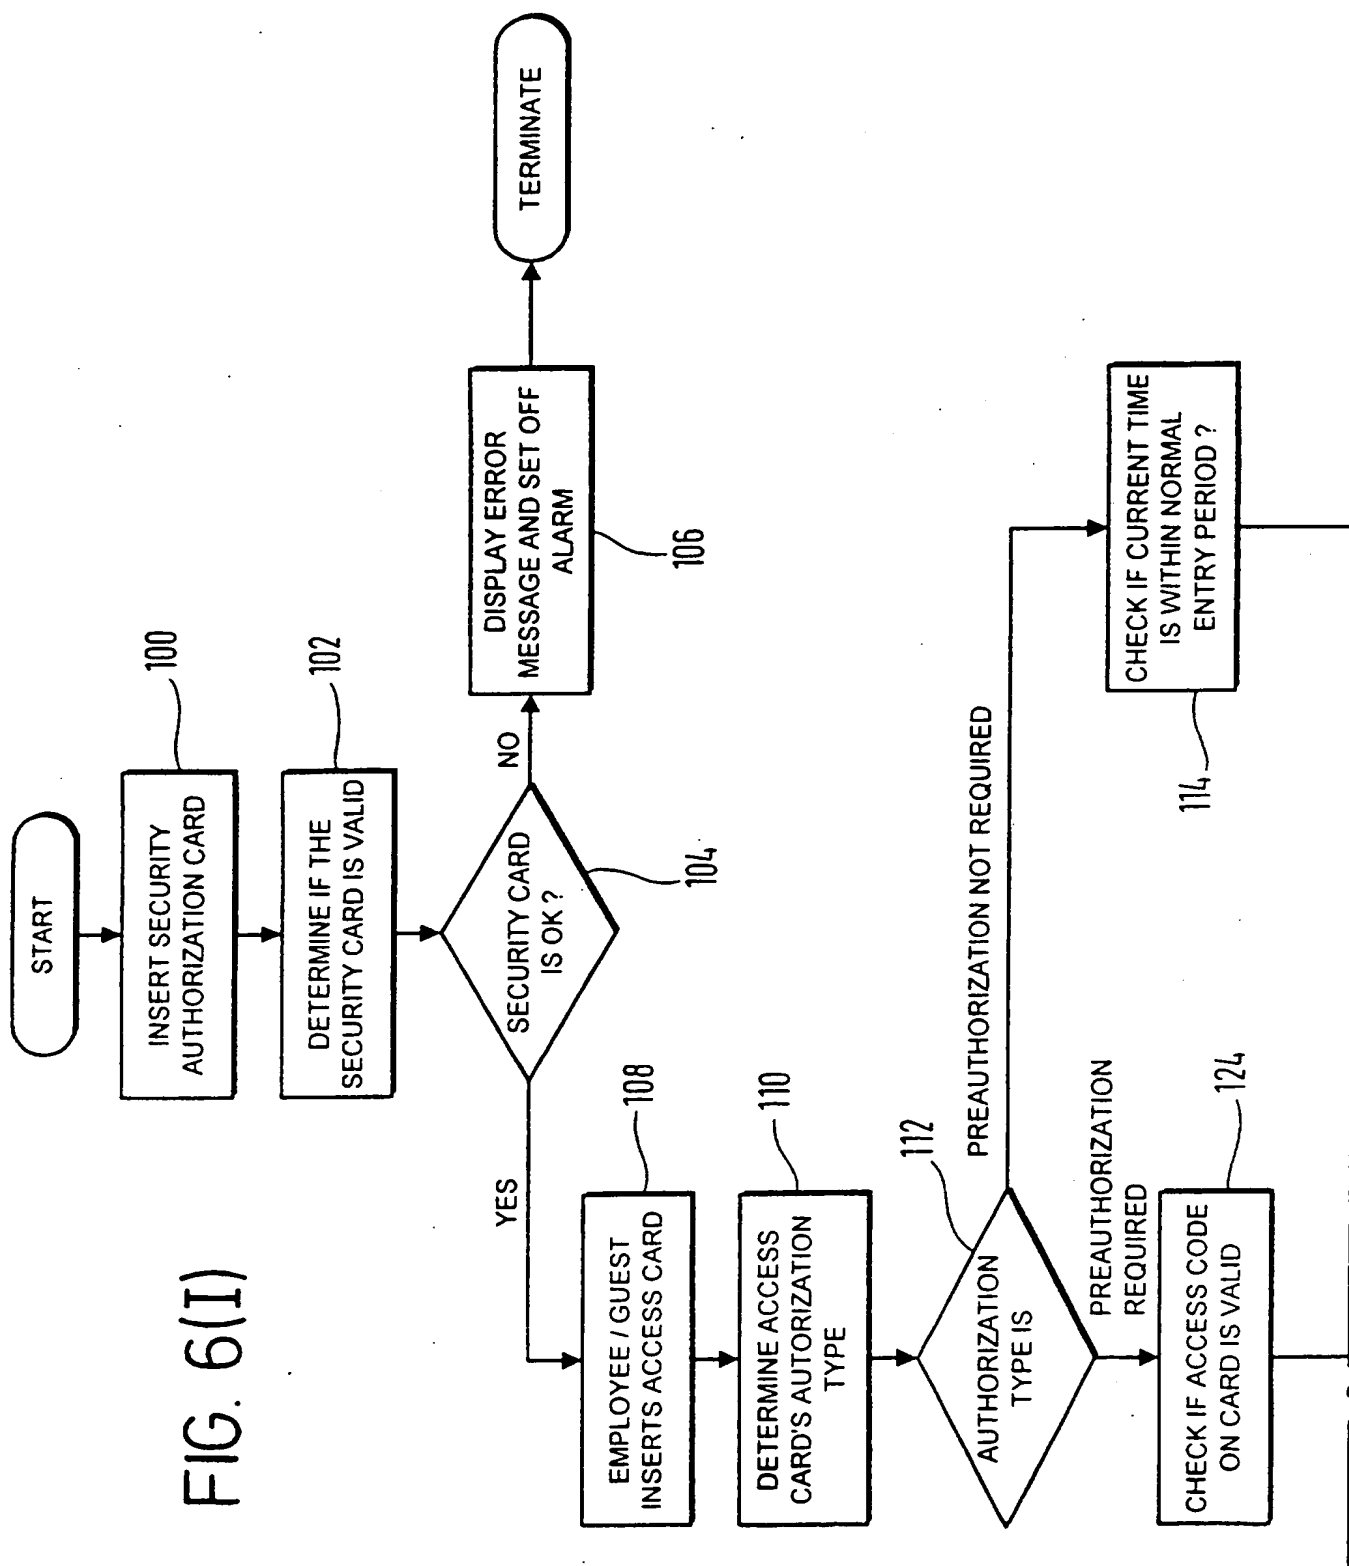 FIG. 6(I)
START
INSERT SECURITY
AUTHORIZATION CARD
100
DETERMINE IF THE
SECURITY CARD IS VALID
102
SECURITY CARD
IS OK ?
104
NO
DISPLAY ERROR
MESSAGE AND SET OFF
ALARM
106
TERMINATE
YES
EMPLOYEE / GUEST
INSERTS ACCESS CARD
108
DETERMINE ACCESS
CARD'S AUTORIZATION
TYPE
110
AUTHORIZATION
TYPE IS
112
PREAUTHORIZATION NOT REQUIRED
CHECK IF CURRENT TIME
IS WITHIN NORMAL
ENTRY PERIOD ?
114
PREAUTHORIZATION
REQUIRED
CHECK IF ACCESS CODE
ON CARD IS VALID
124